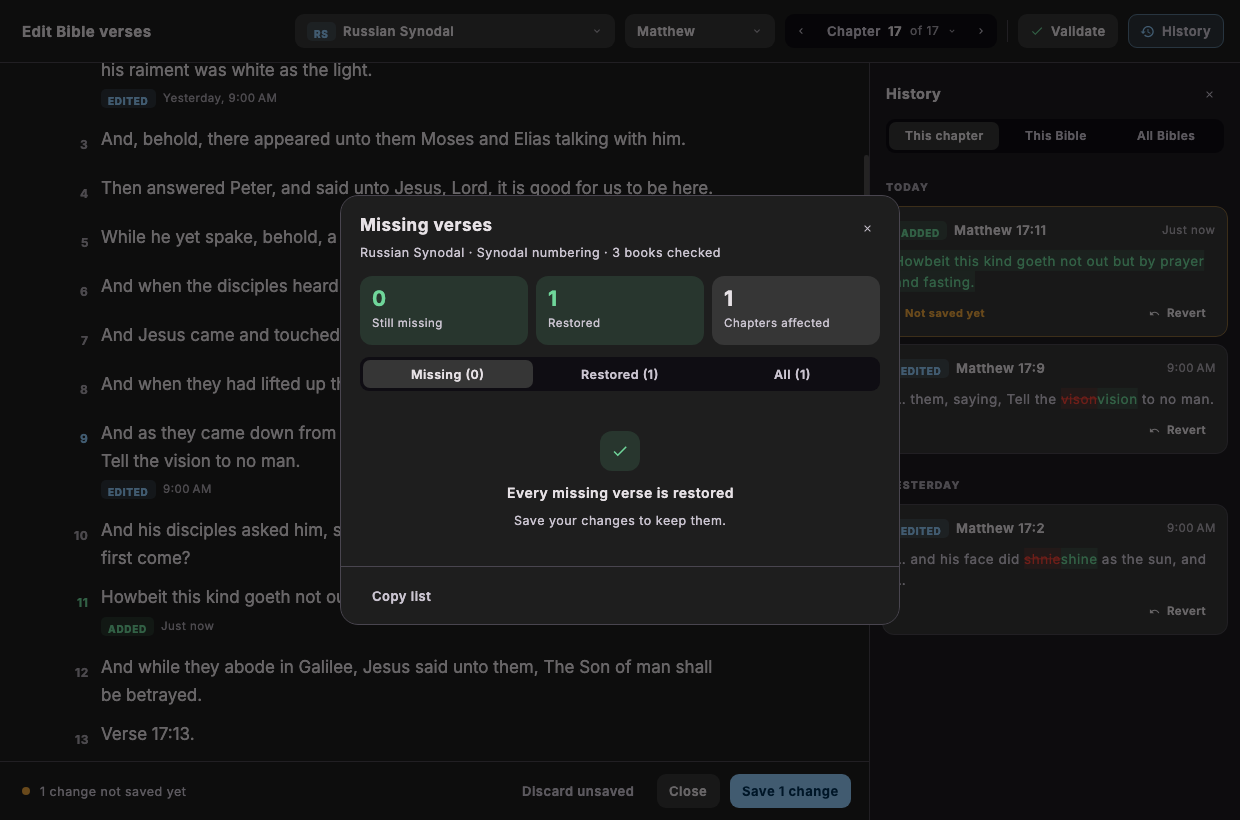 Edit Bible verses
RS Russian Synodal
Matthew
Chapter 17 of 17
Validate
History
his raiment was white as the light.
EDITED Yesterday, 9:00 AM
3 And, behold, there appeared unto them Moses and Elias talking with him.
4 Then answered Peter, and said unto Jesus, Lord, it is good for us to be here.
5 While he yet spake, behold, a
6 And when the disciples heard
7 And Jesus came and touched
8 And when they had lifted up
9 And as they came down from
Tell the vision to no man.
EDITED 9:00 AM
10 And his disciples asked him,
first come?
11 Howbeit this kind goeth not
ADDED Just now
12 And while they abode in Galilee, Jesus said unto them, The Son of man shall
be betrayed.
13 Verse 17:13.
1 change not saved yet
Discard unsaved
Close
Save 1 change
Missing verses
Russian Synodal · Synodal numbering · 3 books checked
0
Still missing
1
Restored
1
Chapters affected
Missing (0)
Restored (1)
All (1)
Every missing verse is restored
Save your changes to keep them.
Copy list
History
This chapter
This Bible
All Bibles
TODAY
ADDED Matthew 17:11 Just now
Howbeit this kind goeth not out but by prayer
and fasting.
Not saved yet
Revert
EDITED Matthew 17:9 9:00 AM
.. them, saying, Tell the visonvision to no man.
Revert
ESTERDAY
EDITED Matthew 17:2 9:00 AM
.. and his face did shnieshine as the sun, and
..
Revert